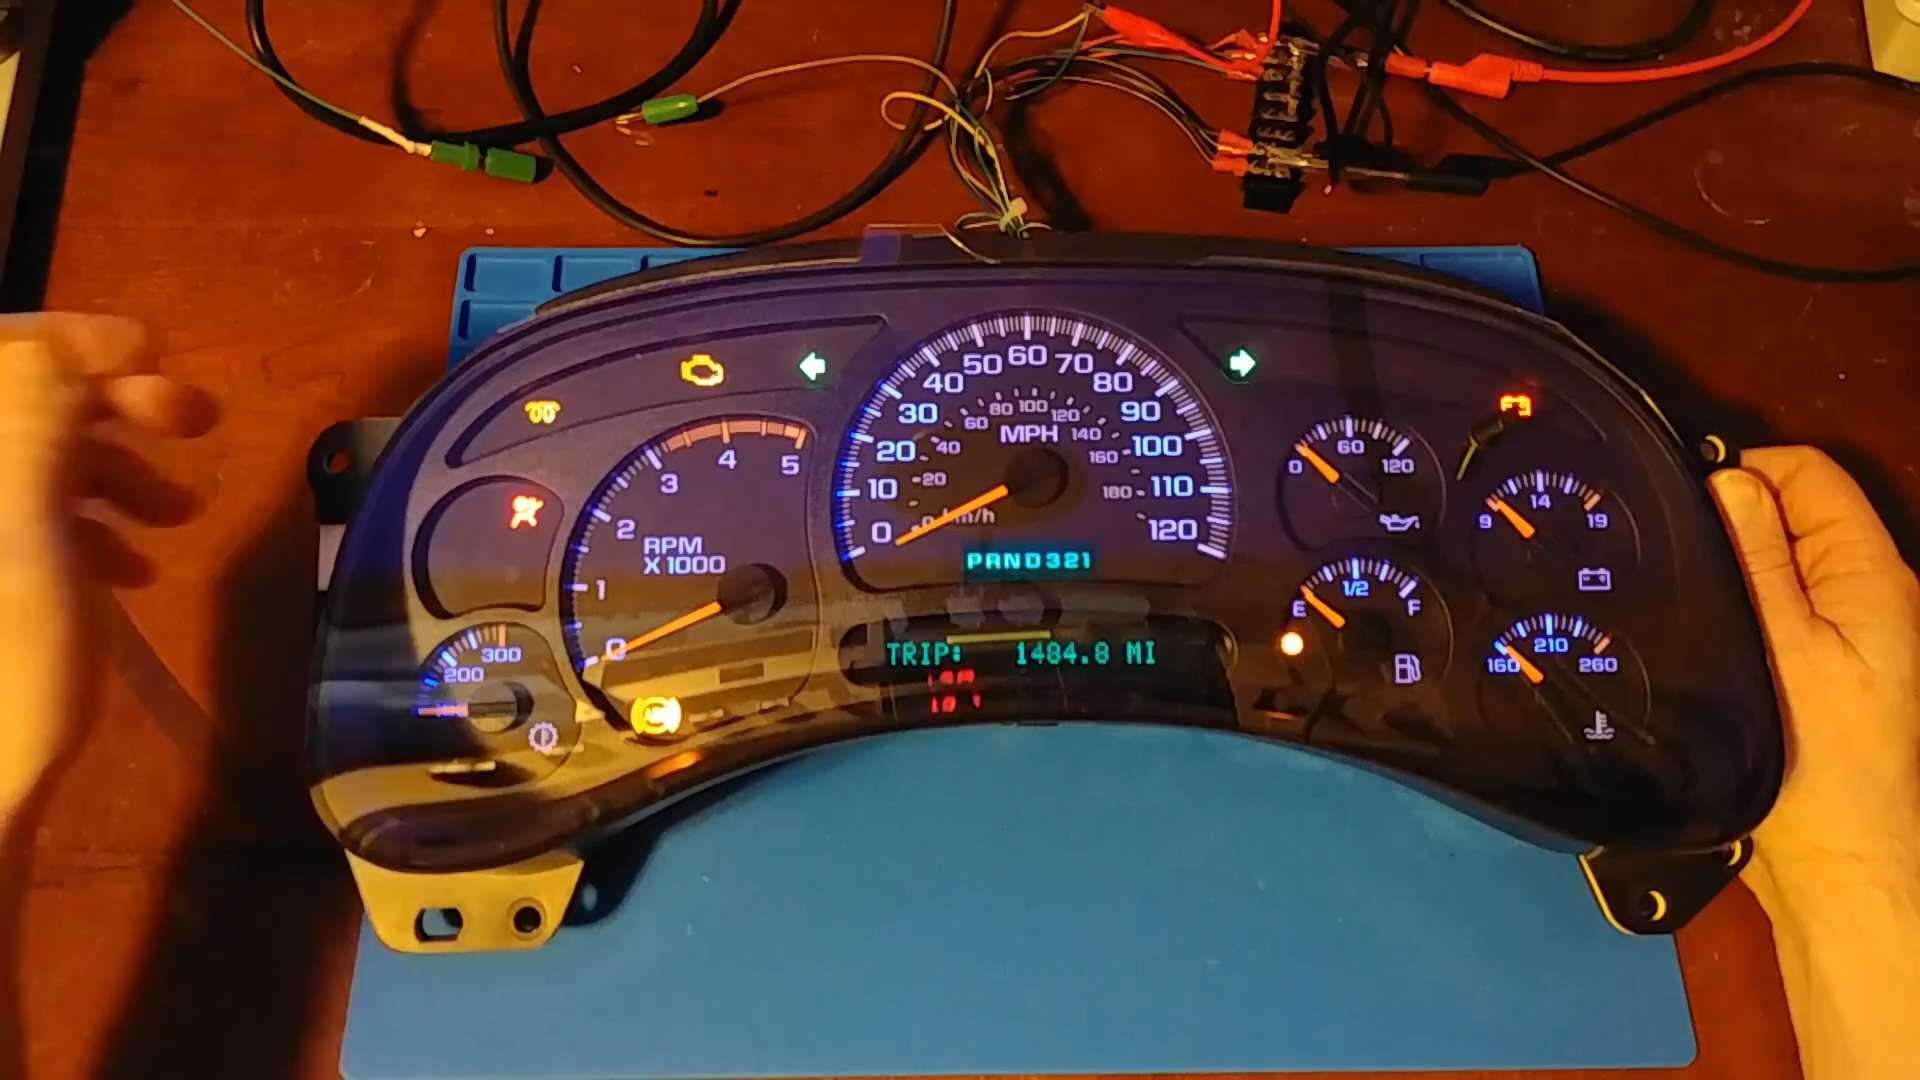 50 60 70
40 80
30 90
20 100
10 110
0 120
80 100 120
60 140
40 160
20 180
MPH
km/h
PRND321
TRIP: 1484.8 MI
3 4 5
2
1
0
RPM
X1000
300
200
0 60 120
9 14 19
E 1/2 F
160 210 260